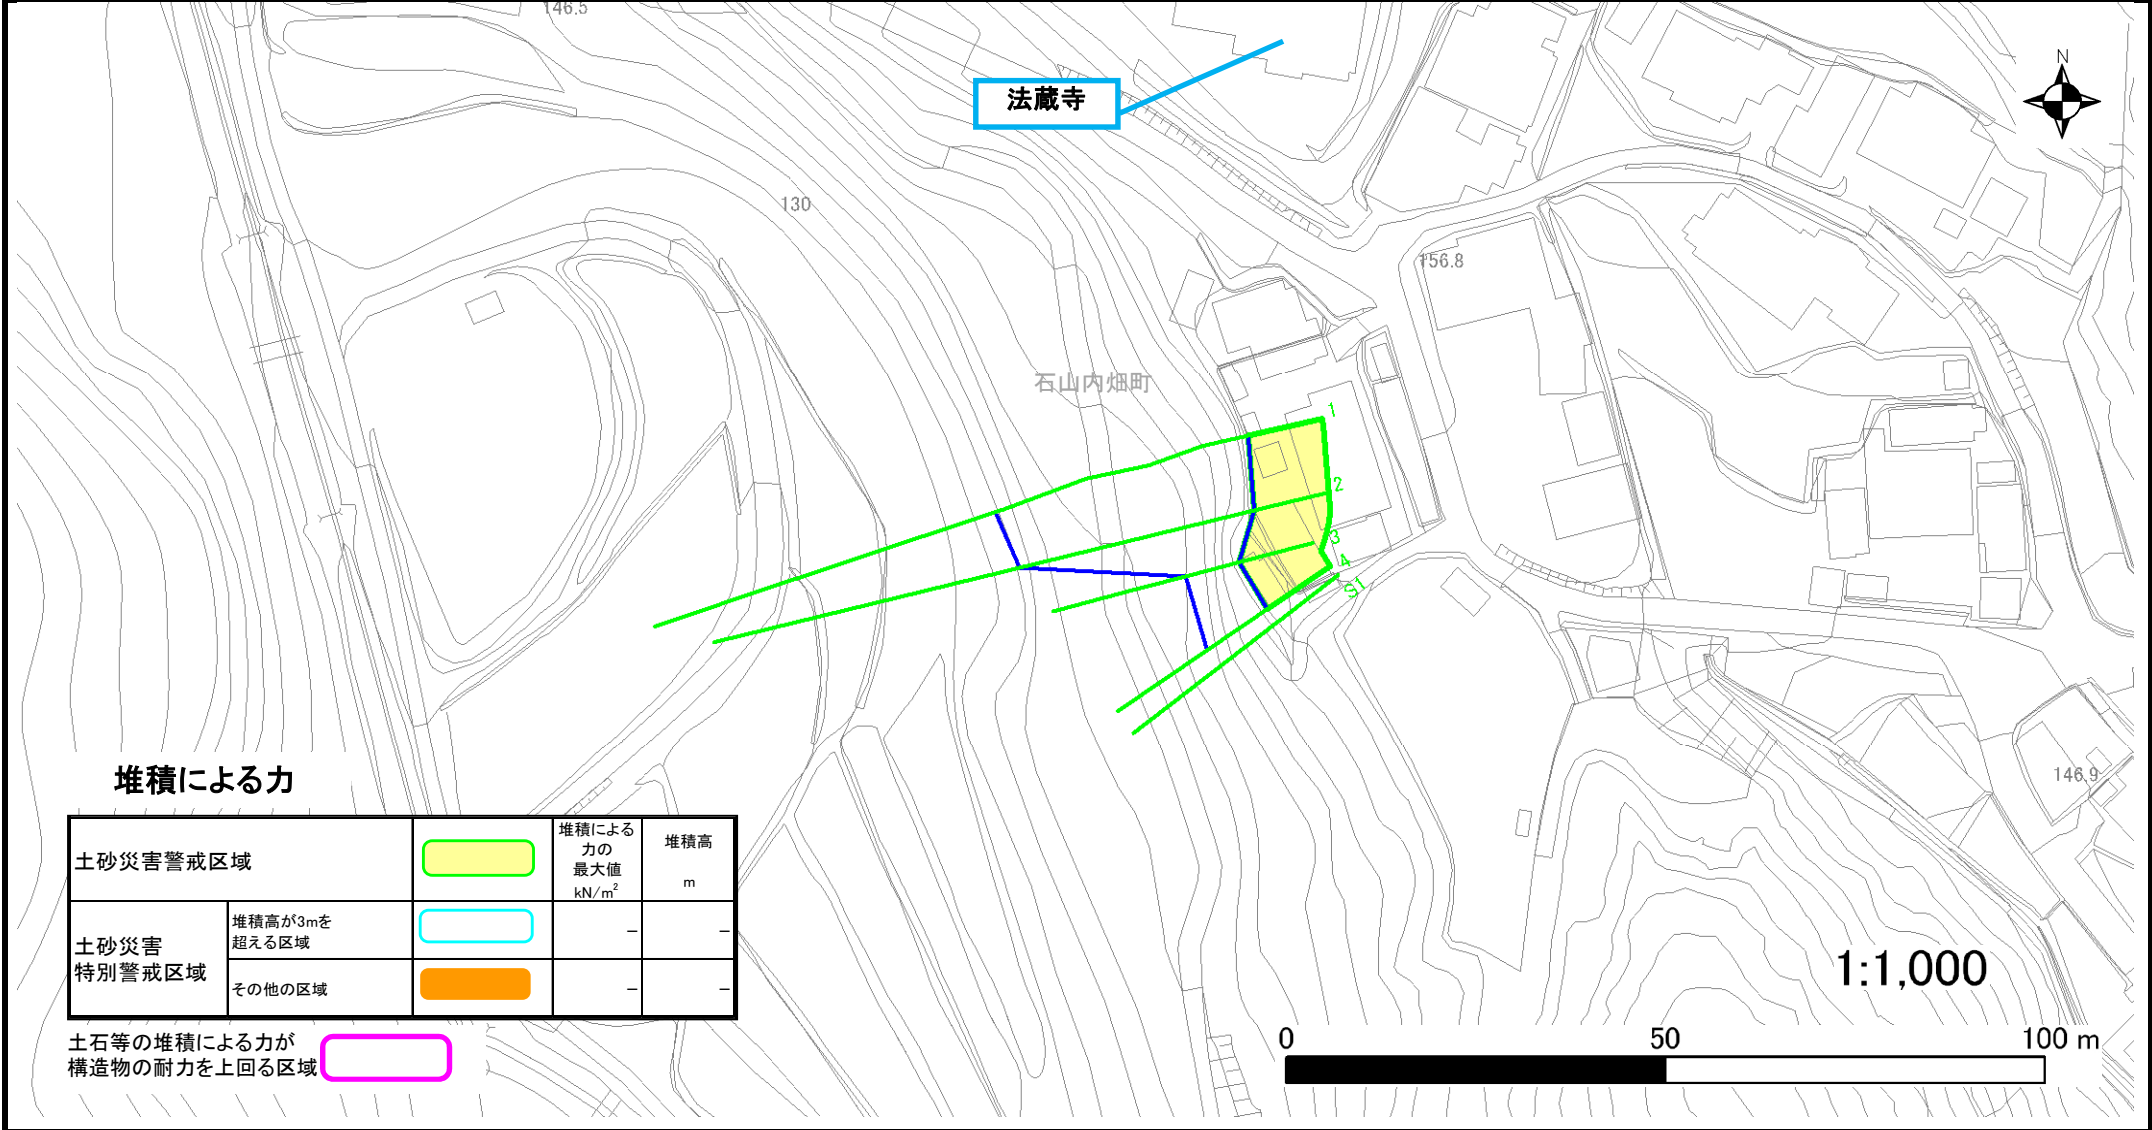 146.5
法蔵寺
N
130
156.8
石山内畑町
1
2
3
4
S1
146.9
堆積による力
土砂災害警戒区域
堆積による
力の
最大値
kN/m²
堆積高
m
土砂災害
特別警戒区域
堆積高が3mを
超える区域
－
－
その他の区域
－
－
土石等の堆積による力が
構造物の耐力を上回る区域
1:1,000
0
50
100 m